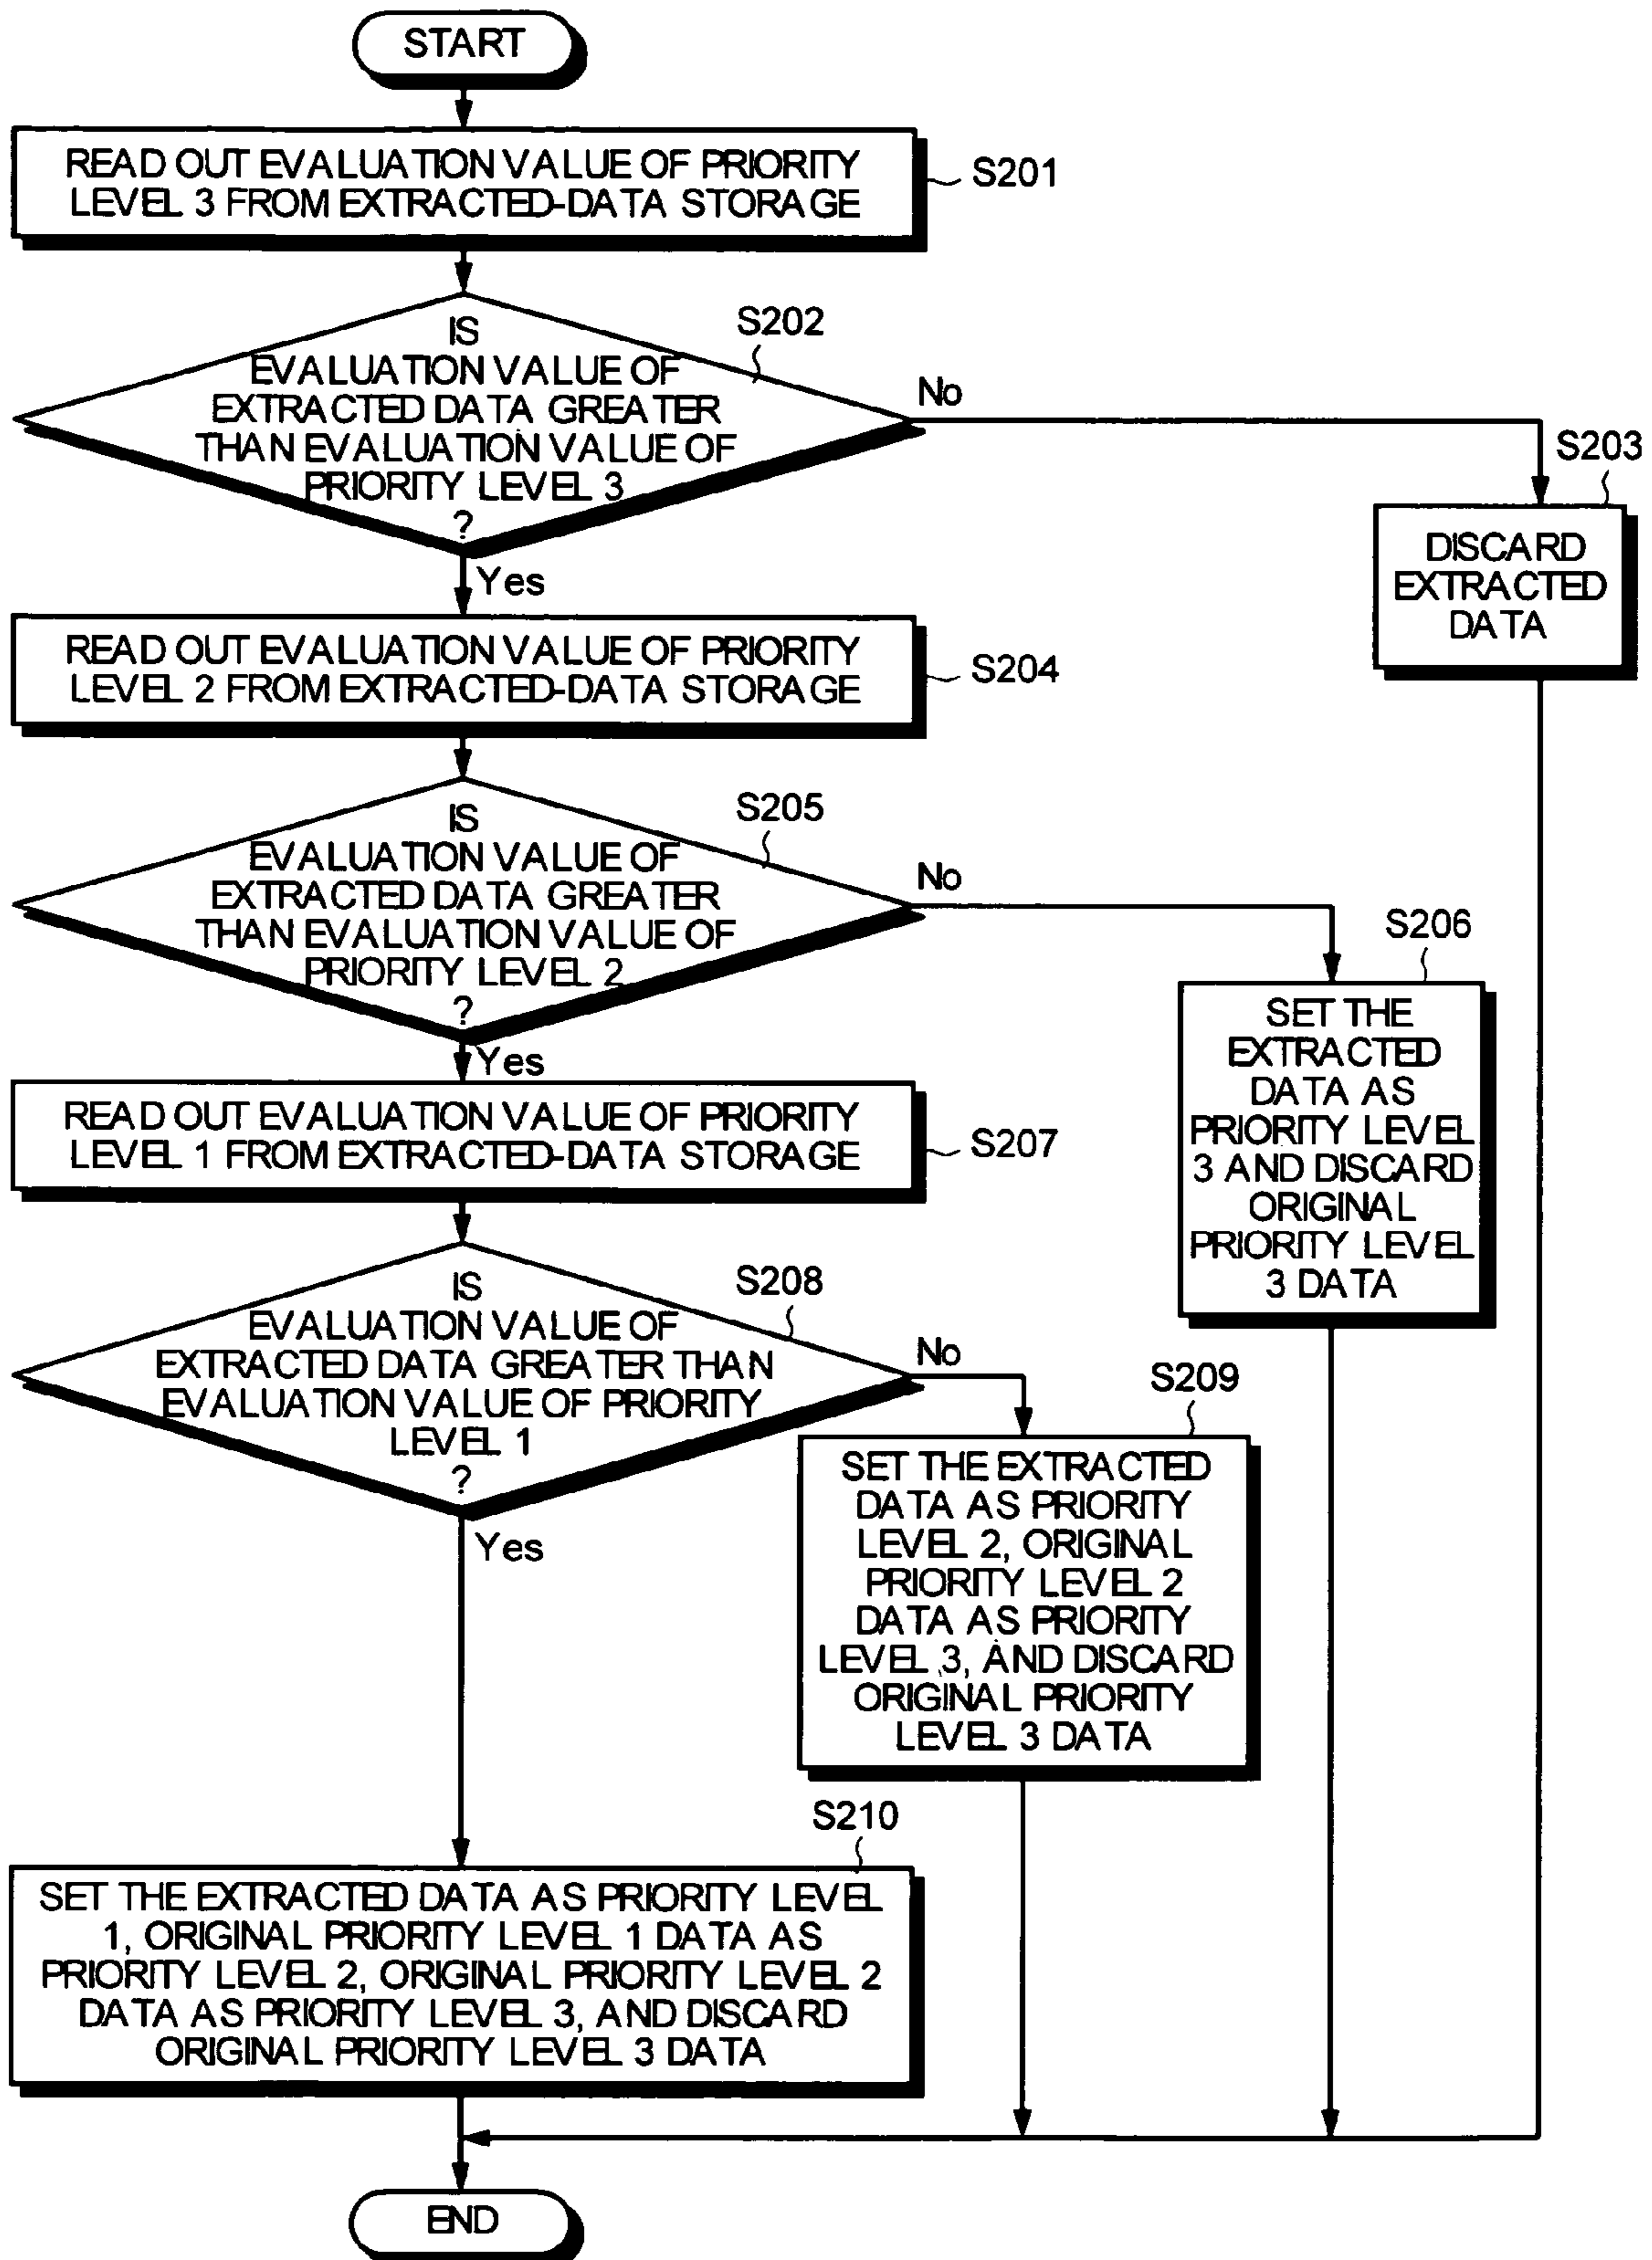 START
READ OUT EVALUATION VALUE OF PRIORITY
LEVEL 3 FROM EXTRACTED-DATA STORAGE
S201
S202
IS
EVALUATION VALUE OF
EXTRACTED DATA GREATER
THAN EVALUATION VALUE OF
PRIORITY LEVEL 3
?
No
Yes
S203
DISCARD
EXTRACTED
DATA
READ OUT EVALUATION VALUE OF PRIORITY
LEVEL 2 FROM EXTRACTED-DATA STORAGE
S204
S205
IS
EVALUATION VALUE OF
EXTRACTED DATA GREATER
THAN EVALUATION VALUE OF
PRIORITY LEVEL 2
?
No
Yes
S206
SET THE
EXTRACTED
DATA AS
PRIORITY LEVEL
3 AND DISCARD
ORIGINAL
PRIORITY LEVEL
3 DATA
READ OUT EVALUATION VALUE OF PRIORITY
LEVEL 1 FROM EXTRACTED-DATA STORAGE
S207
S208
IS
EVALUATION VALUE OF
EXTRACTED DATA GREATER THAN
EVALUATION VALUE OF PRIORITY
LEVEL 1
?
No
Yes
S209
SET THE EXTRACTED
DATA AS PRIORITY
LEVEL 2, ORIGINAL
PRIORITY LEVEL 2
DATA AS PRIORITY
LEVEL 3, AND DISCARD
ORIGINAL PRIORITY
LEVEL 3 DATA
S210
SET THE EXTRACTED DATA AS PRIORITY LEVEL
1, ORIGINAL PRIORITY LEVEL 1 DATA AS
PRIORITY LEVEL 2, ORIGINAL PRIORITY LEVEL 2
DATA AS PRIORITY LEVEL 3, AND DISCARD
ORIGINAL PRIORITY LEVEL 3 DATA
END